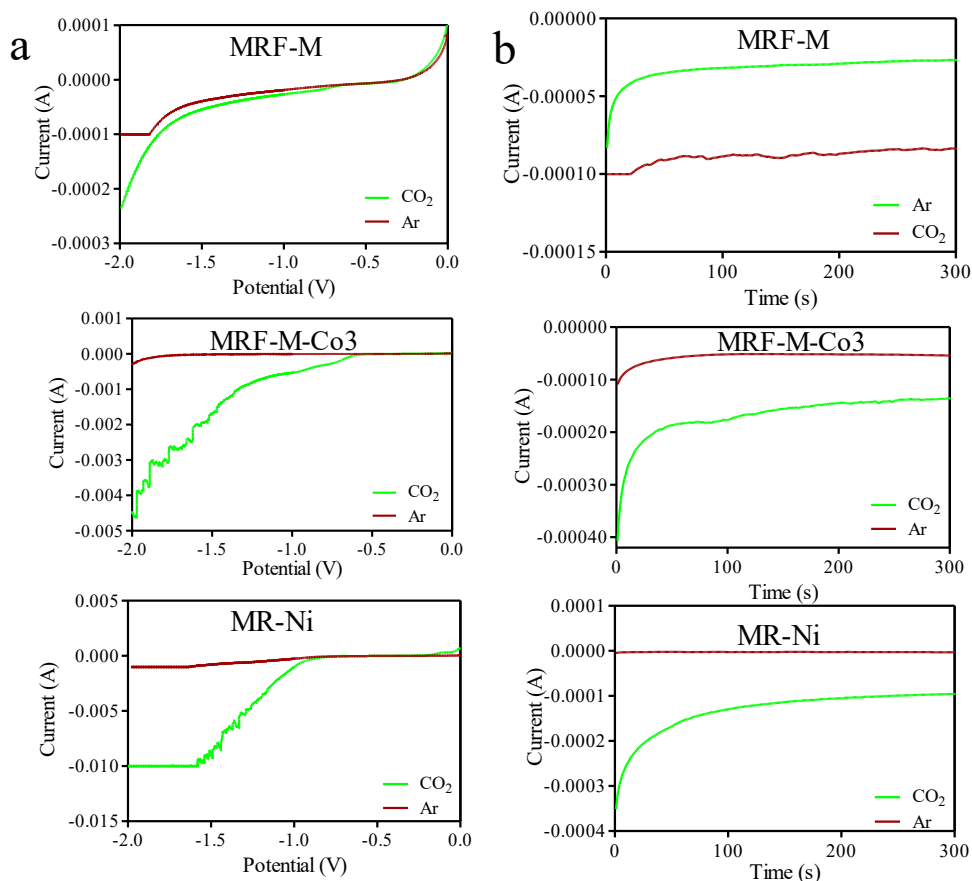 a
MRF-M
0.0001
0.0000
-0.0001
-0.0002
-0.0003
Current (A)
CO2
Ar
-2.0 -1.5 -1.0 -0.5 0.0
Potential (V)
b
MRF-M
0.00000
-0.00005
-0.00010
-0.00015
Current (A)
Ar
CO2
0 100 200 300
Time (s)
MRF-M-Co3
0.001
0.000
-0.001
-0.002
-0.003
-0.004
-0.005
Current (A)
CO2
Ar
-2.0 -1.5 -1.0 -0.5 0.0
Potential (V)
MRF-M-Co3
0.00000
-0.00010
-0.00020
-0.00030
-0.00040
Current (A)
CO2
Ar
0 100 200 300
Time (s)
MR-Ni
0.005
0.000
-0.005
-0.010
-0.015
Current (A)
CO2
Ar
-2.0 -1.5 -1.0 -0.5 0.0
Potential (V)
MR-Ni
0.0001
0.0000
-0.0001
-0.0002
-0.0003
-0.0004
Current (A)
CO2
Ar
0 100 200 300
Time (s)